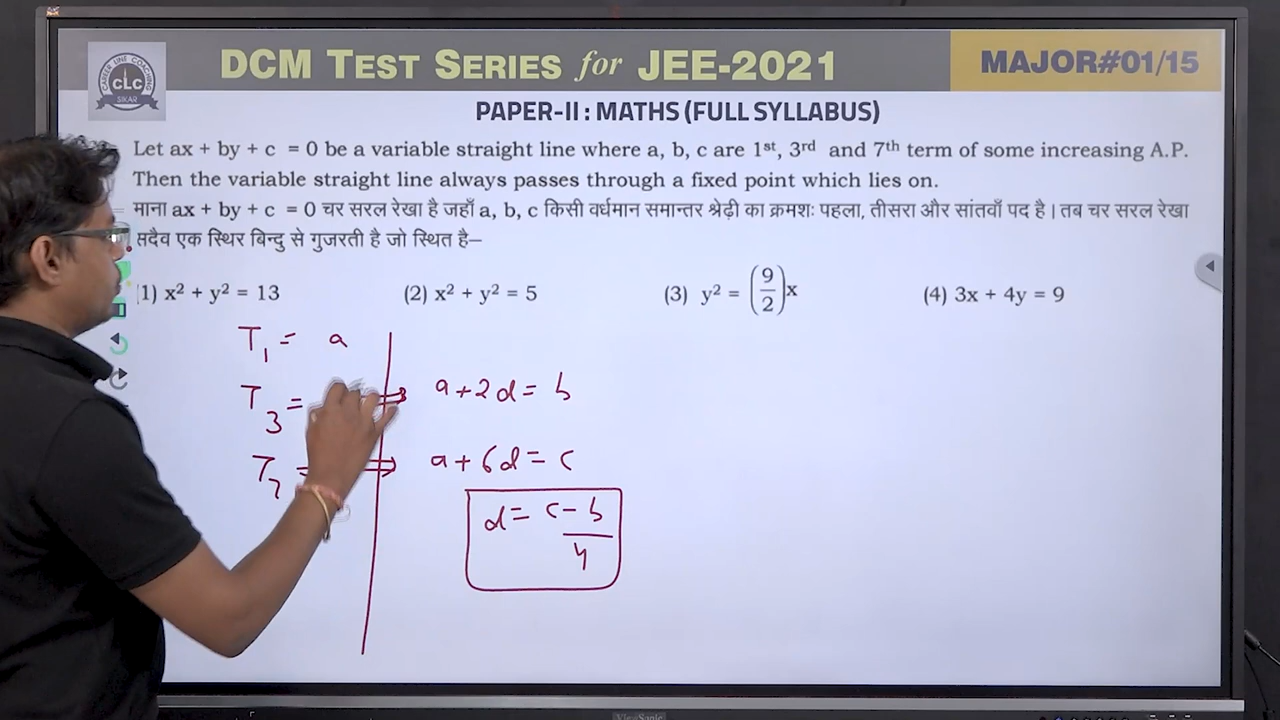 DCM TEST SERIES for JEE-2021
MAJOR#01/15
CAREER LINE COACHING
CLC
SIKAR
PAPER-II : MATHS (FULL SYLLABUS)
Let ax + by + c = 0 be a variable straight line where a, b, c are 1st, 3rd and 7th term of some increasing A.P.
Then the variable straight line always passes through a fixed point which lies on.
माना ax + by + c = 0 चर सरल रेखा है जहाँ a, b, c किसी वर्धमान समान्तर श्रेढ़ी का क्रमशः पहला, तीसरा और सांतवाँ पद है। तब चर सरल रेखा
सदैव एक स्थिर बिन्दु से गुजरती है जो स्थित है–
1) x² + y² = 13 (2) x² + y² = 5 (3) y² = (9/2)x (4) 3x + 4y = 9
T₁ = a
T₃ = ⇒ a + 2d = b
T₇ = ⇒ a + 6d = c
d = c - b / 4
ViewSonic